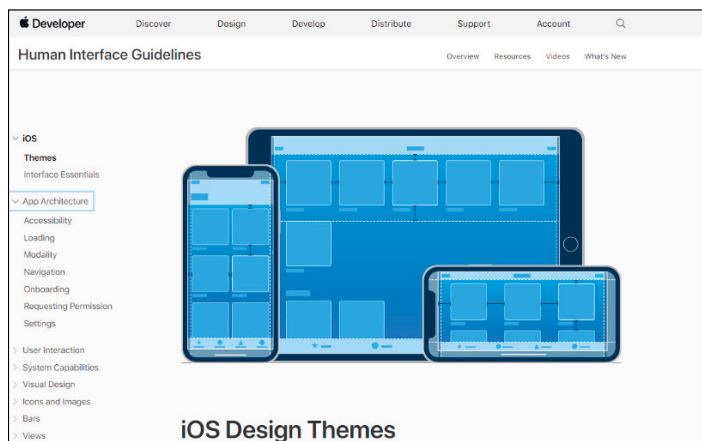 Developer Discover Design Develop Distribute Support Account
Human Interface Guidelines Overview Resources Videos What's New
iOS
Themes
Interface Essentials
App Architecture
Accessibility
Loading
Modality
Navigation
Onboarding
Requesting Permission
Settings
User Interaction
System Capabilities
Visual Design
Icons and Images
Bars
Views
iOS Design Themes